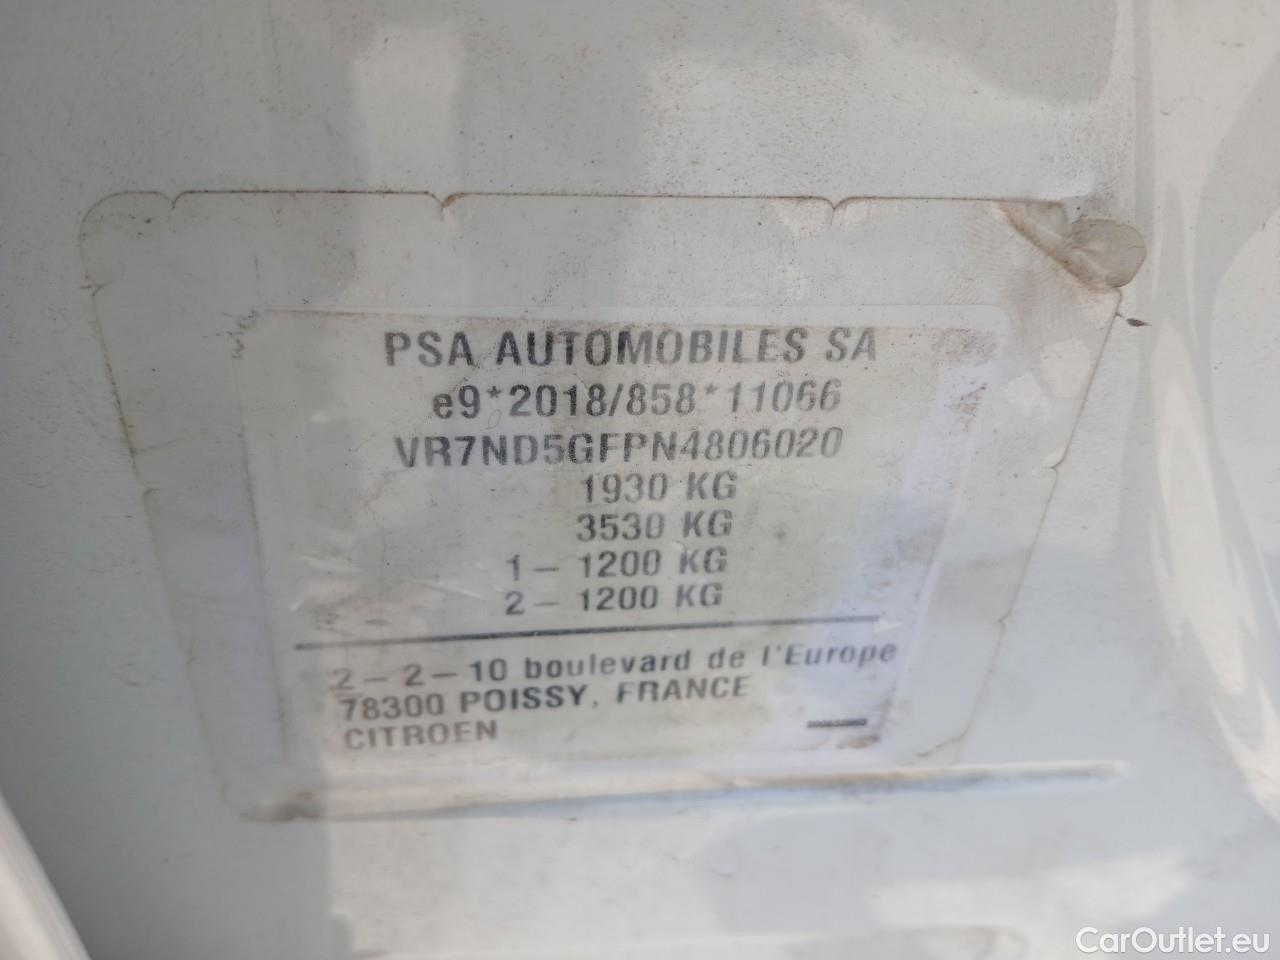 PSA AUTOMOBILES SA
e9*2018/858*11066
VR7ND5GFPN4806020
1930 KG
3530 KG
1 – 1200 KG
2 – 1200 KG
2 – 2 – 10 boulevard de l'Europe
78300 POISSY, FRANCE
CITROEN
CarOutlet.eu